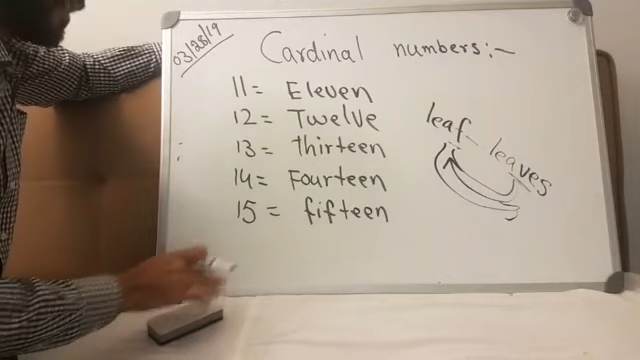 03/28/19
Cardinal numbers:-
11 = Eleven
12 = Twelve
13 = Thirteen
14 = Fourteen
15 = fifteen
leaf - leaves